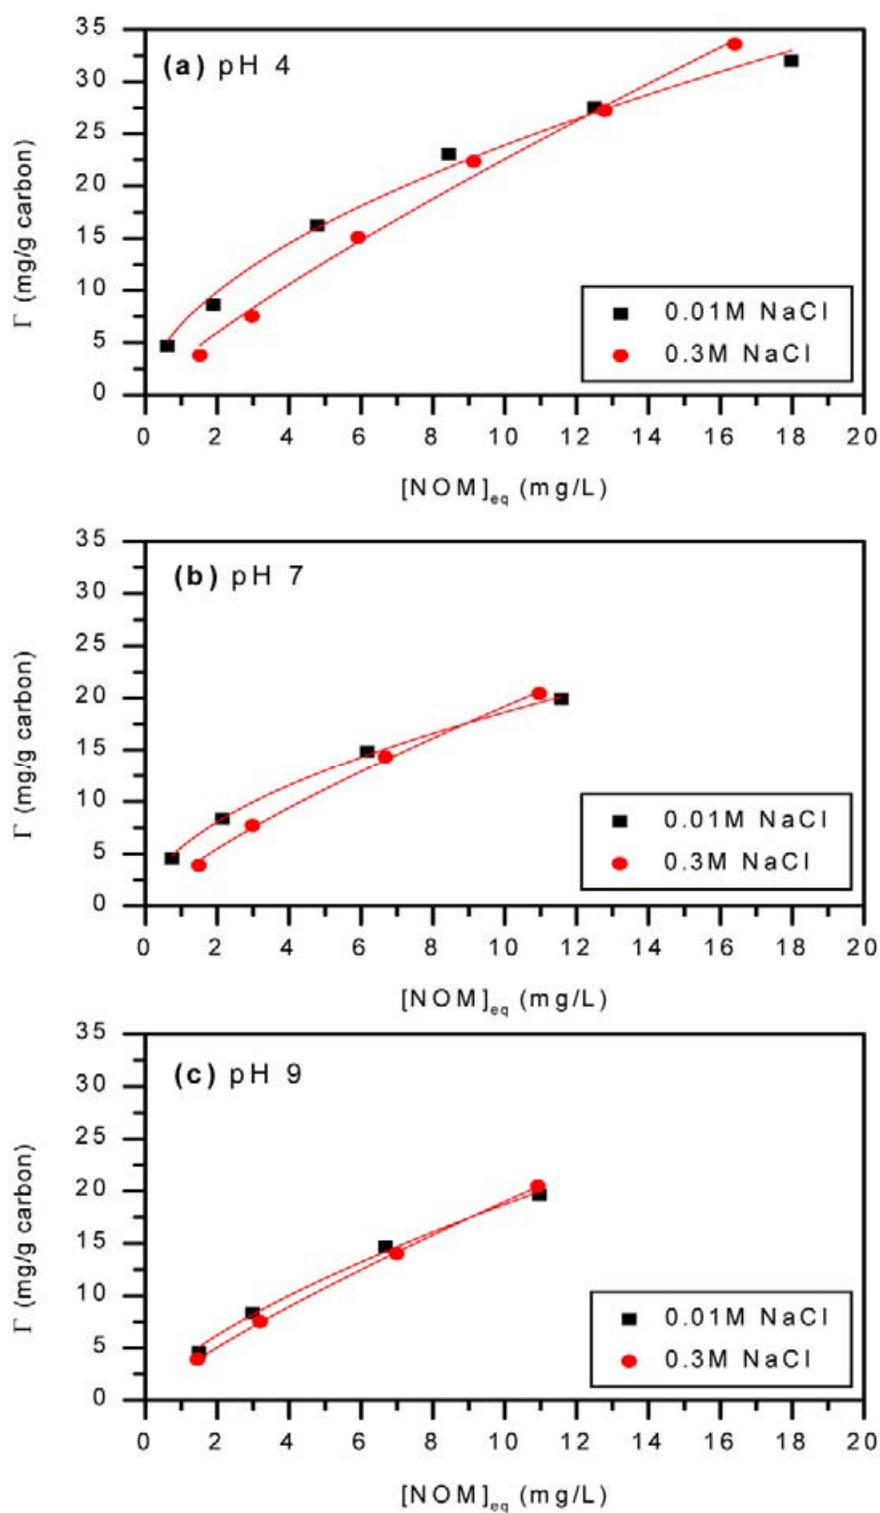 (a) pH 4
35
30
25
20
15
10
5
0
Γ (mg/g carbon)
0.01M NaCl
0.3M NaCl
0 2 4 6 8 10 12 14 16 18 20
[NOM]eq (mg/L)
(b) pH 7
35
30
25
20
15
10
5
0
Γ (mg/g carbon)
0.01M NaCl
0.3M NaCl
0 2 4 6 8 10 12 14 16 18 20
[NOM]eq (mg/L)
(c) pH 9
35
30
25
20
15
10
5
0
Γ (mg/g carbon)
0.01M NaCl
0.3M NaCl
0 2 4 6 8 10 12 14 16 18 20
[NOM]eq (mg/L)